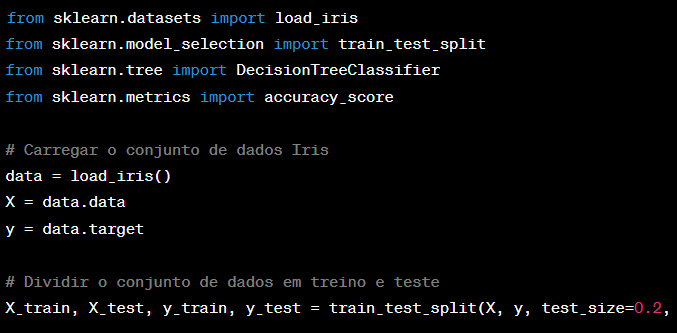 from sklearn.datasets import load_iris
from sklearn.model_selection import train_test_split
from sklearn.tree import DecisionTreeClassifier
from sklearn.metrics import accuracy_score
# Carregar o conjunto de dados Iris
data = load_iris()
X = data.data
y = data.target
# Dividir o conjunto de dados em treino e teste
X_train, X_test, y_train, y_test = train_test_split(X, y, test_size=0.2,